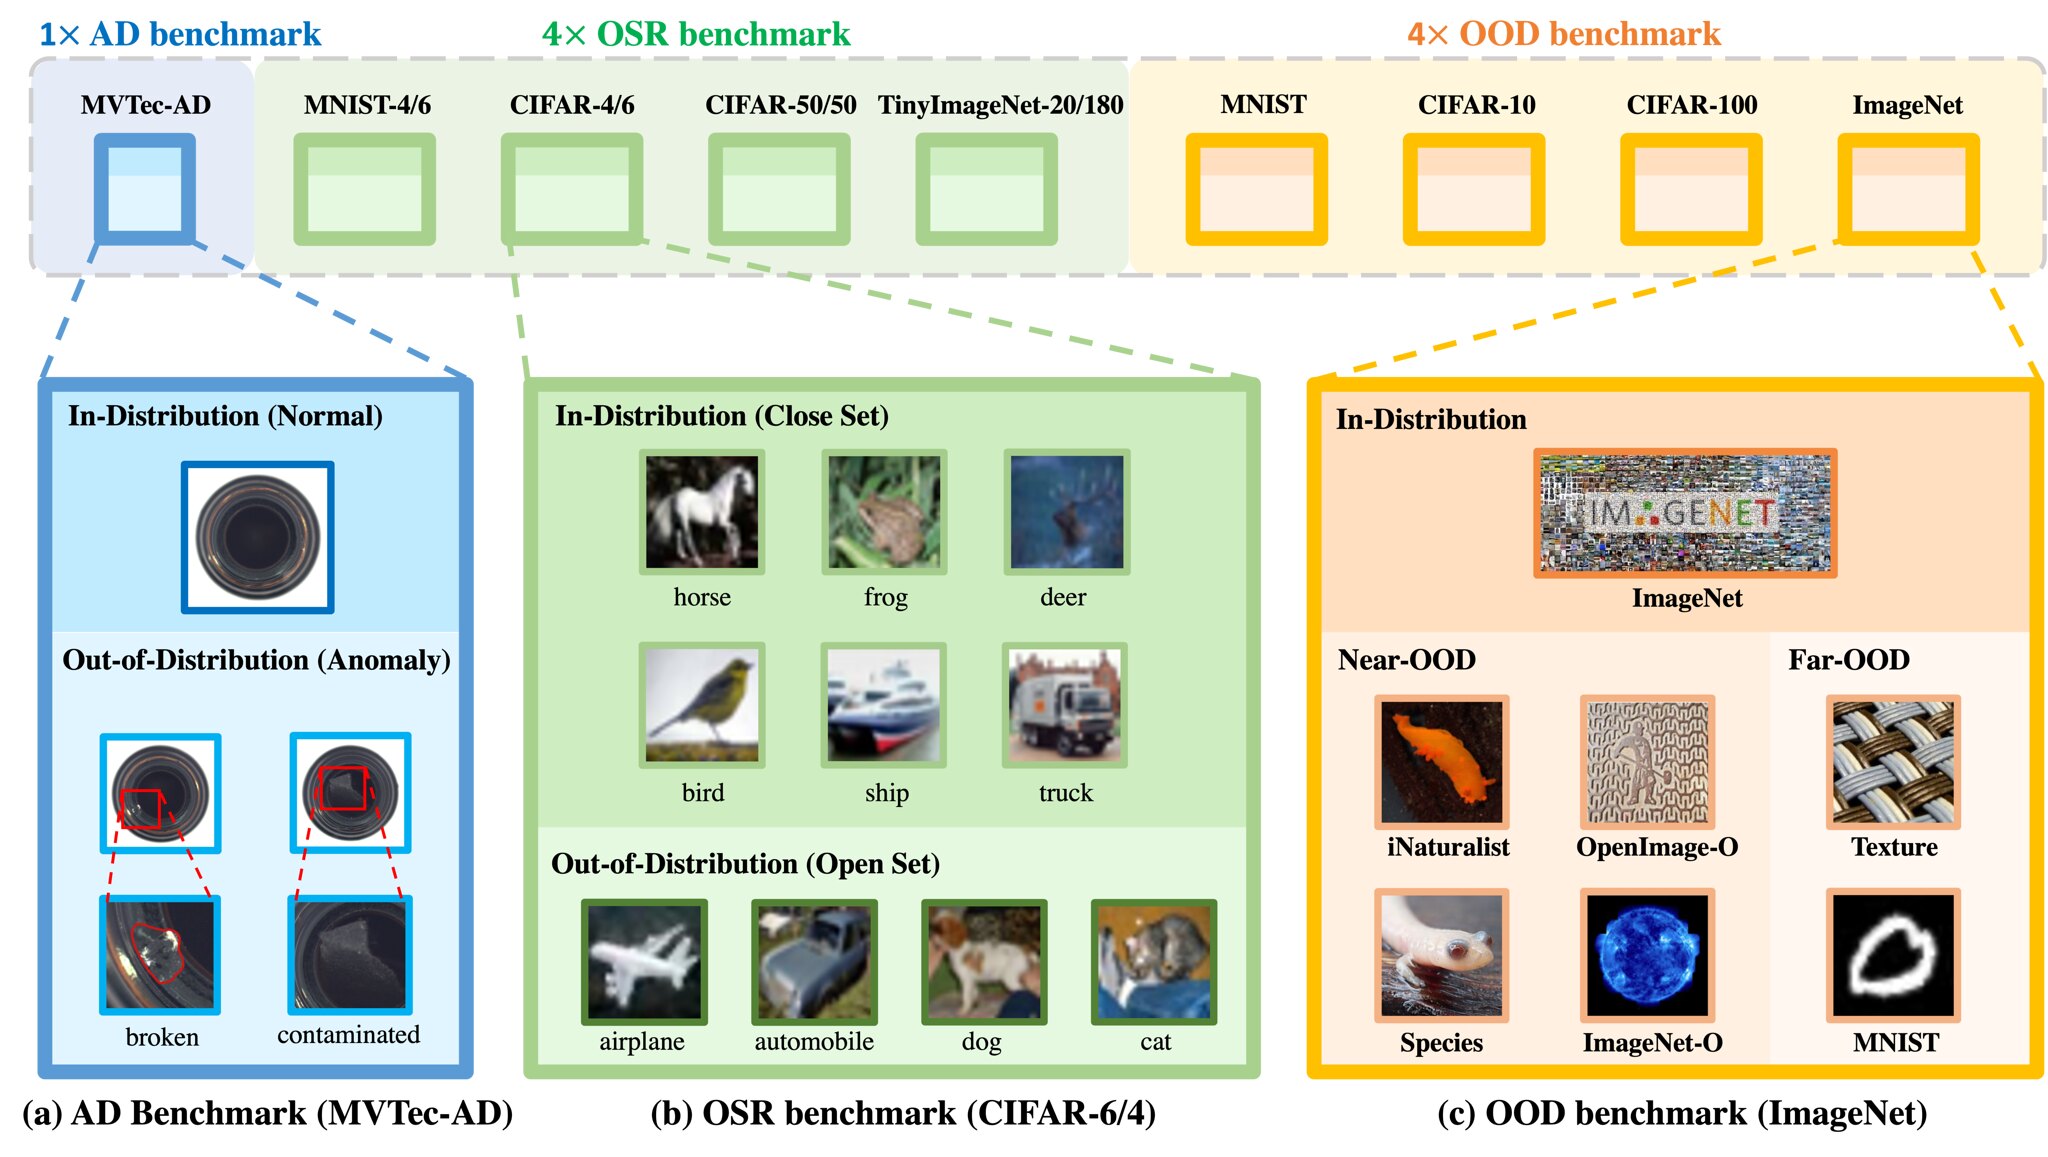 1× AD benchmark
4× OSR benchmark
4× OOD benchmark
MVTec-AD
MNIST-4/6
CIFAR-4/6
CIFAR-50/50
TinyImageNet-20/180
MNIST
CIFAR-10
CIFAR-100
ImageNet
In-Distribution (Normal)
Out-of-Distribution (Anomaly)
broken
contaminated
(a) AD Benchmark (MVTec-AD)
In-Distribution (Close Set)
horse
frog
deer
bird
ship
truck
Out-of-Distribution (Open Set)
airplane
automobile
dog
cat
(b) OSR benchmark (CIFAR-6/4)
In-Distribution
IMAGENET
ImageNet
Near-OOD
Far-OOD
iNaturalist
OpenImage-O
Texture
Species
ImageNet-O
MNIST
(c) OOD benchmark (ImageNet)